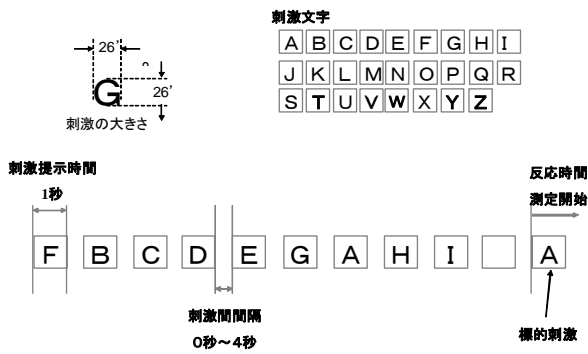 刺激文字
A B C D E F G H I
J K L M N O P Q R
S T U V W X Y Z
26'
G
26'
刺激の大きさ
刺激提示時間
1秒
反応時間
測定開始
F B C D E G A H I A
刺激間間隔
0秒～4秒
標的刺激